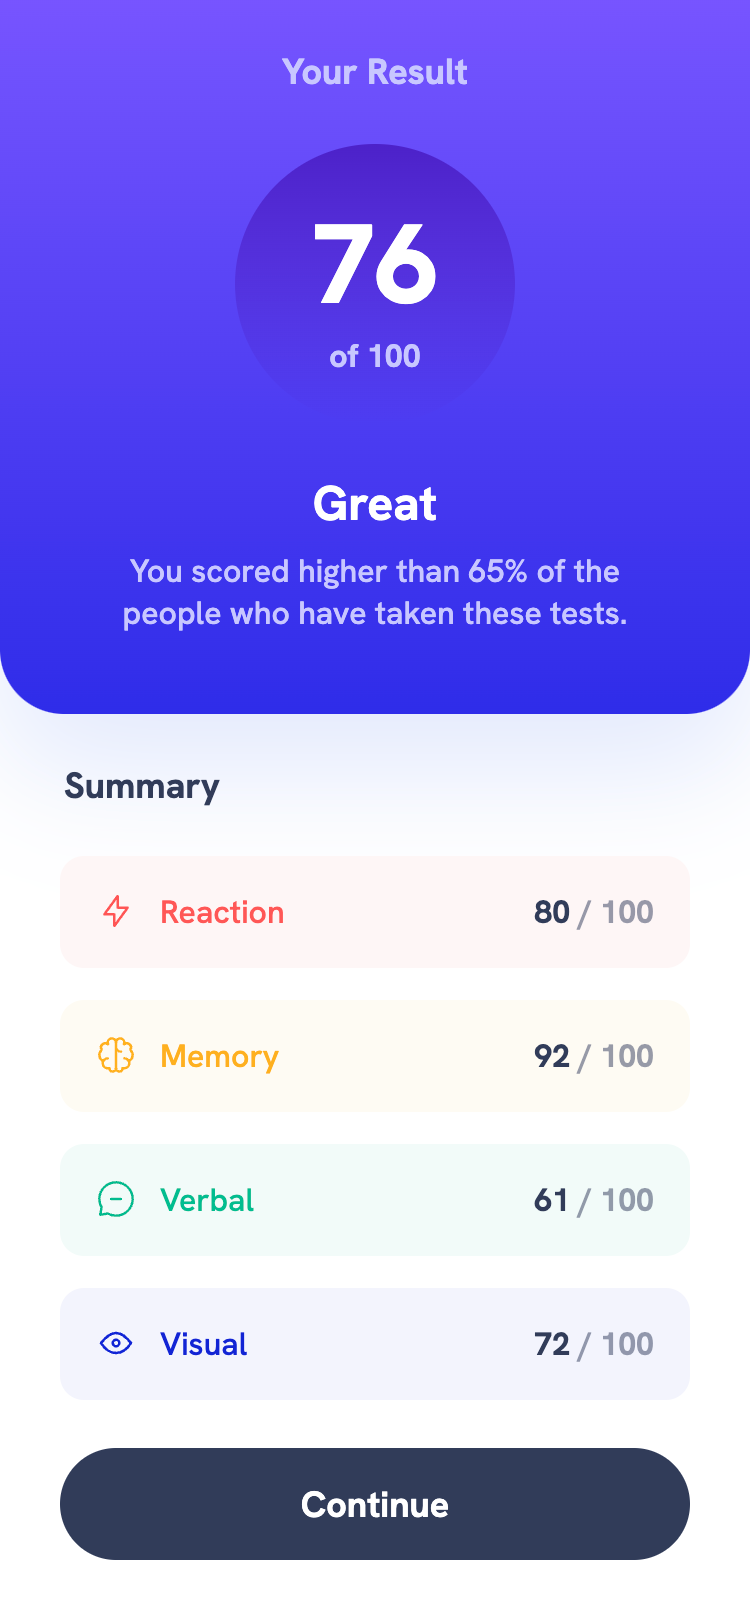 Your Result
76
of 100
Great
You scored higher than 65% of the
people who have taken these tests.
Summary
Reaction 80 / 100
Memory 92 / 100
Verbal 61 / 100
Visual 72 / 100
Continue